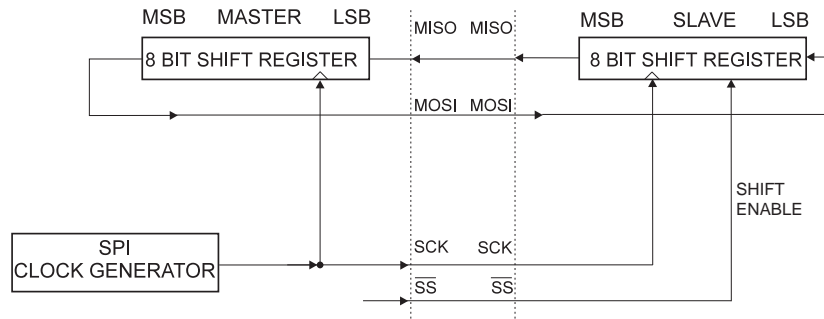 MSB MASTER LSB
MISO MISO
MSB SLAVE LSB
8 BIT SHIFT REGISTER
8 BIT SHIFT REGISTER
MOSI MOSI
SHIFT
ENABLE
SPI
CLOCK GENERATOR
SCK SCK
SS SS